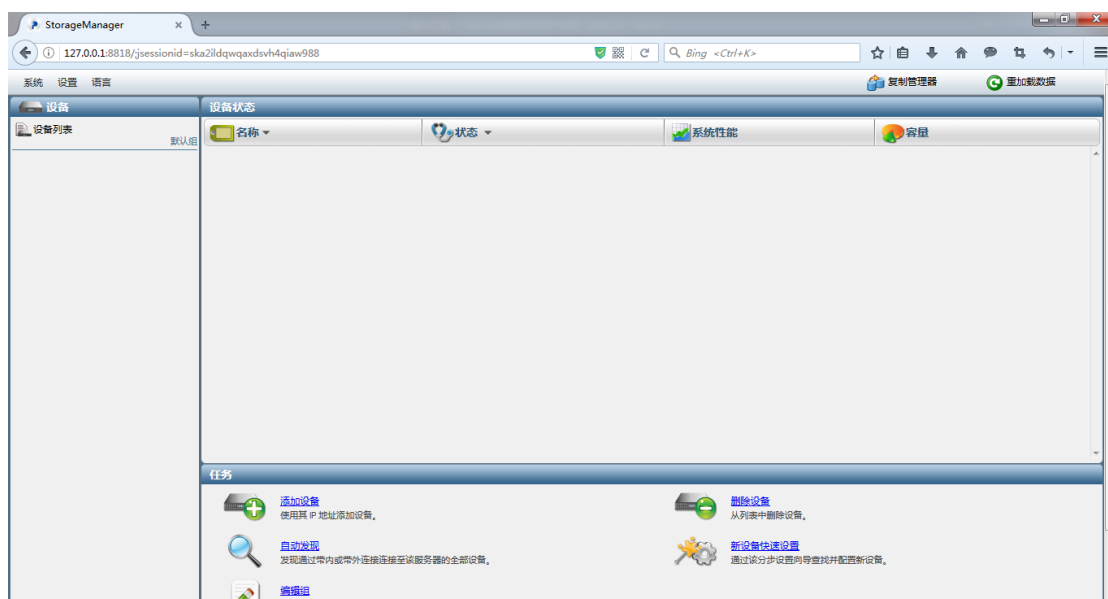 StorageManager
127.0.0.1:8818/jsessionid=ska2ildqwqaxdsvh4qiaw988
Bing <Ctrl+K>
系统 设置 语言
复制管理器
重加载数据
设备
设备状态
设备列表
默认组
名称
状态
系统性能
容量
任务
添加设备
使用其 IP 地址添加设备。
删除设备
从列表中删除设备。
自动发现
发现通过带内或带外连接连接至该服务器的全部设备。
新设备快速设置
通过该分步设置向导查找并配置新设备。
编辑组